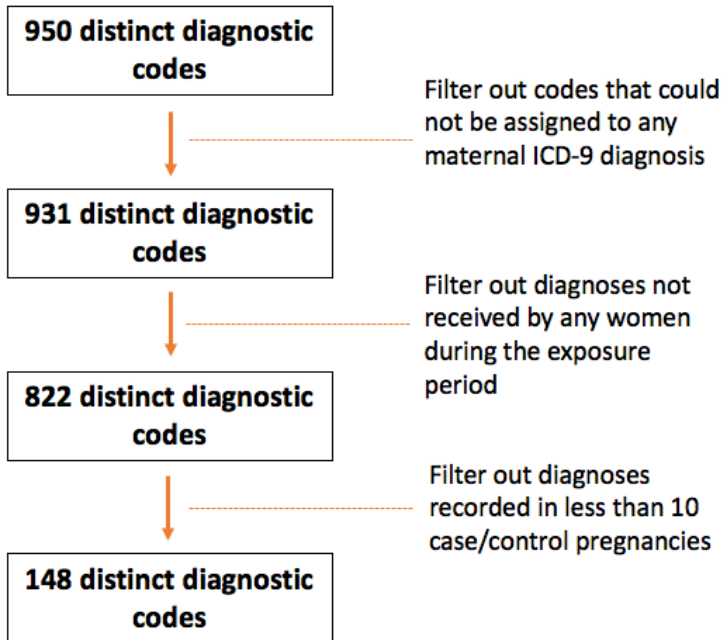 950 distinct diagnostic
codes
Filter out codes that could
not be assigned to any
maternal ICD-9 diagnosis
931 distinct diagnostic
codes
Filter out diagnoses not
received by any women
during the exposure
period
822 distinct diagnostic
codes
Filter out diagnoses
recorded in less than 10
case/control pregnancies
148 distinct diagnostic
codes